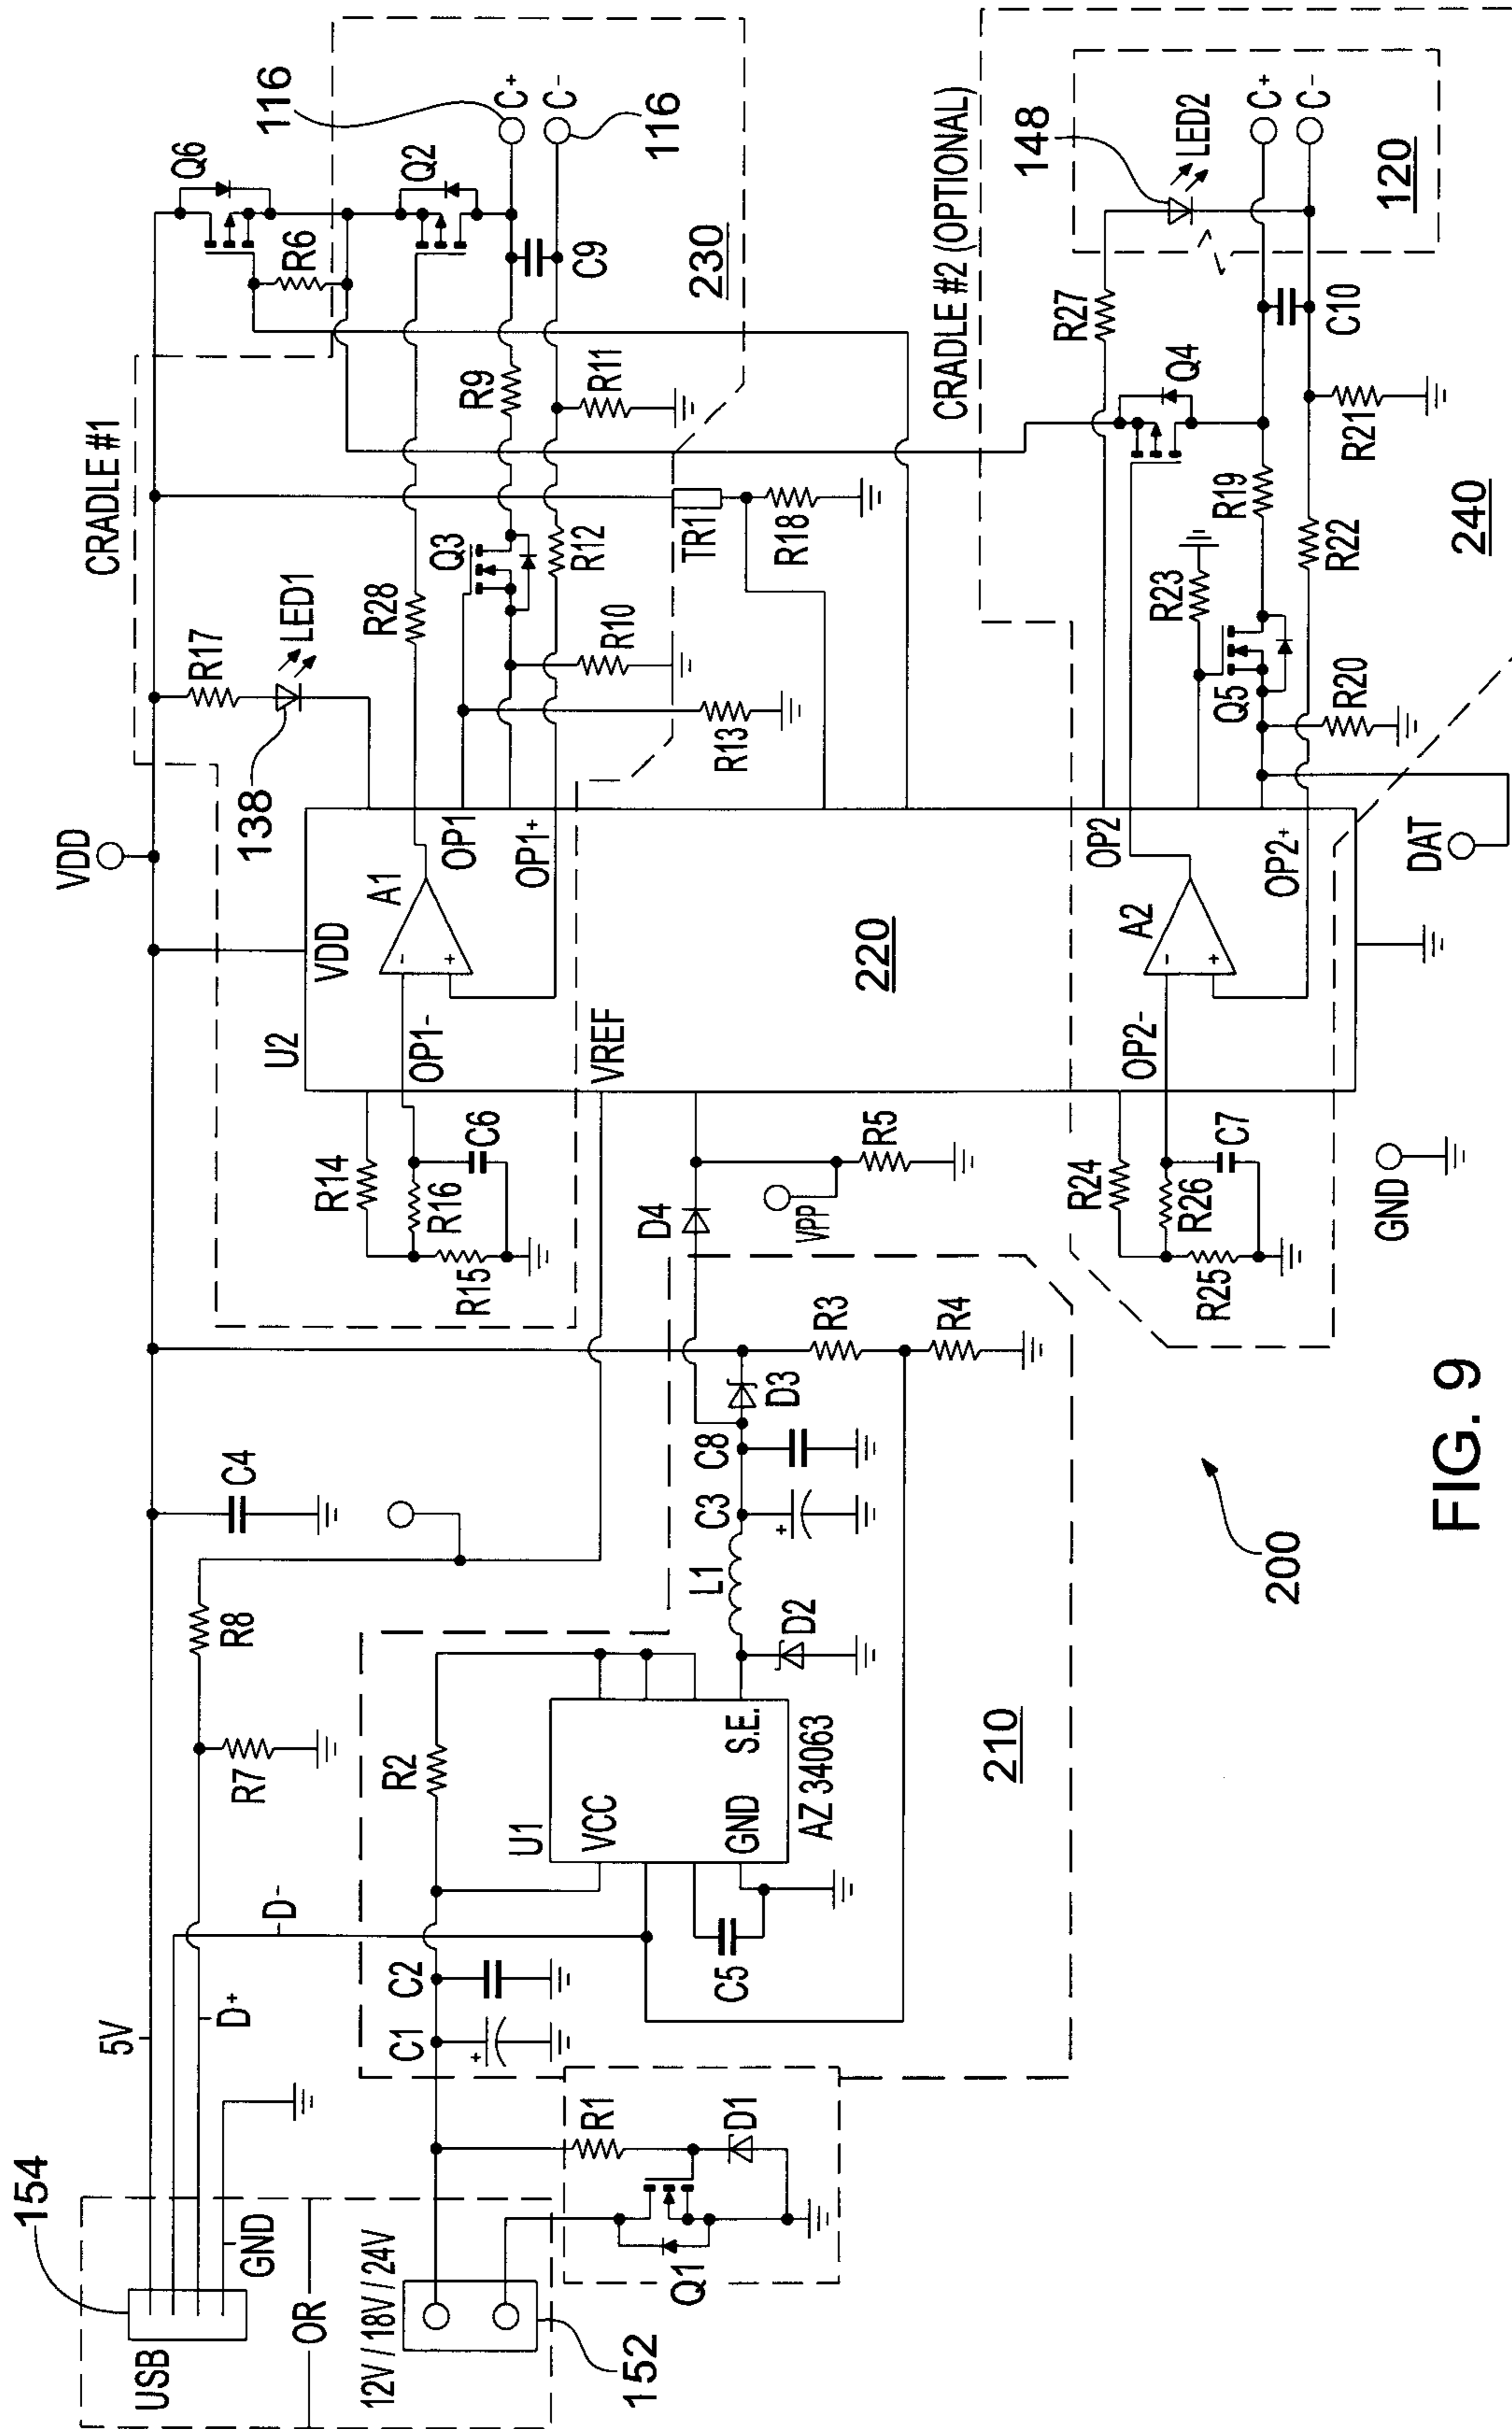 154
USB
GND
OR
12V / 18V / 24V
152
5V
D+
D-
Q1
R1
D1
C1
C2
R2
U1
VCC
GND
S.E.
AZ 34063
C5
210
R7
R8
C4
L1
D2
C3
C8
D3
R3
R4
D4
VPP
R5
R14
R16
R15
C6
U2
VDD
VDD
OP1-
VREF
A1
-
+
OP1
OP1+
220
OP2-
A2
-
+
OP2
OP2+
R24
R26
R25
C7
GND
DAT
CRADLE #1
138
R17
LED1
R28
Q3
R12
R10
R13
TR1
R18
R9
R11
R6
Q6
Q2
C9
230
116
C+
C-
116
CRADLE #2 (OPTIONAL)
148
LED2
C+
C-
120
R27
C10
Q4
R19
R21
R22
R23
Q5
R20
240
200
FIG. 9